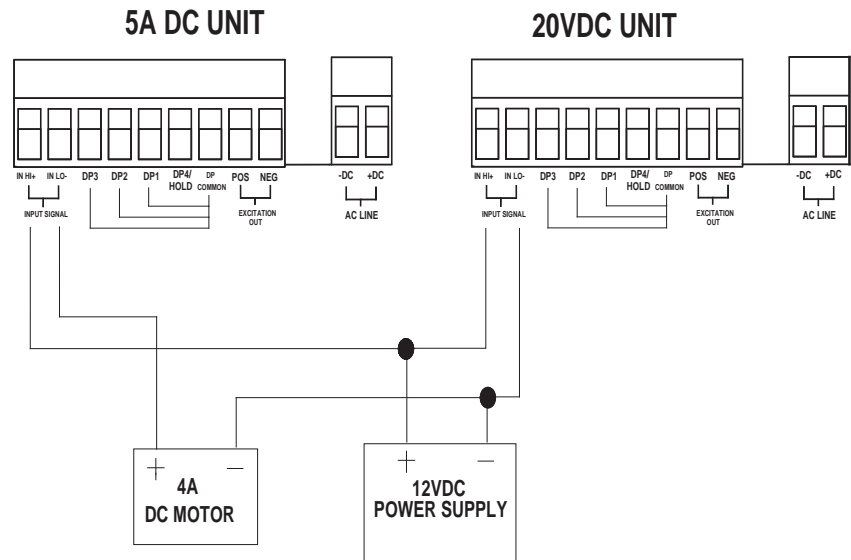 5A DC UNIT
20VDC UNIT
IN HI+ IN LO- DP3 DP2 DP1 DP4/ HOLD DP COMMON POS NEG
INPUT SIGNAL
EXCITATION
OUT
-DC +DC
AC LINE
IN HI+ IN LO- DP3 DP2 DP1 DP4/ HOLD DP COMMON POS NEG
INPUT SIGNAL
EXCITATION
OUT
-DC +DC
AC LINE
+ −
4A
DC MOTOR
+ −
12VDC
POWER SUPPLY